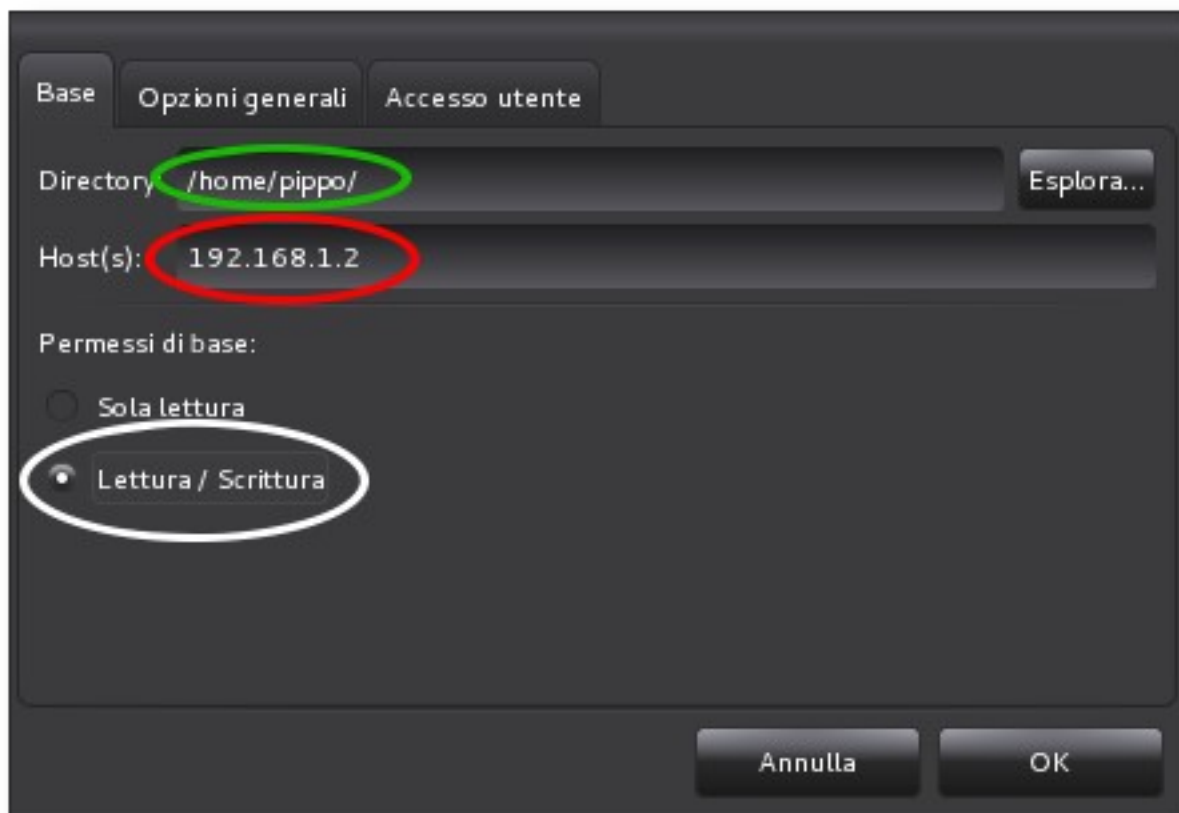 Base Opzioni generali Accesso utente
Directory: /home/pippo/ Esplora...
Host(s): 192.168.1.2
Permessi di base:
Sola lettura
Lettura / Scrittura
Annulla OK